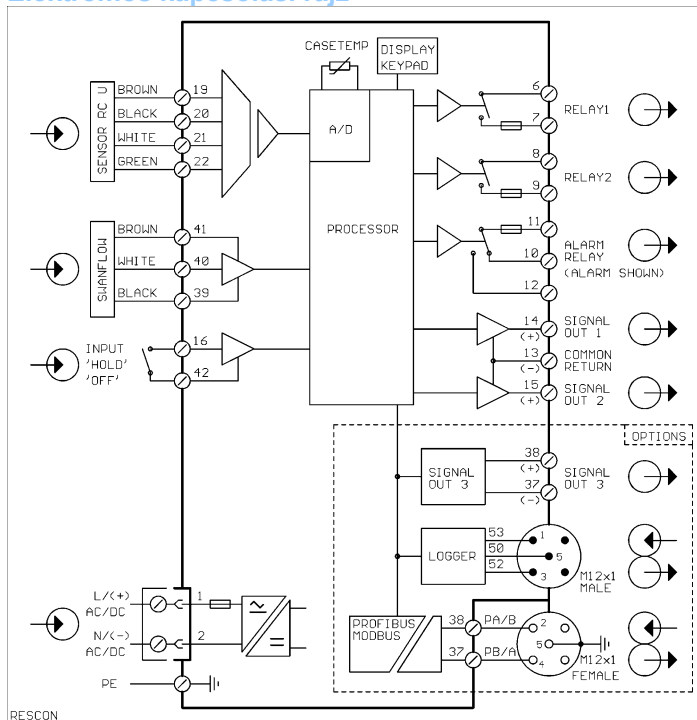 Elektromos kapcsolási rajz
CASETEMP
DISPLAY
KEYPAD
A/D
PROCESSOR
SENSOR RC U
BROWN 19
BLACK 20
WHITE 21
GREEN 22
SWANFLOW
BROWN 41
WHITE 40
BLACK 39
INPUT
'HOLD'
'OFF'
16
42
6
7
RELAY1
8
9
RELAY2
11
10
12
ALARM
RELAY
(ALARM SHOWN)
14
(+)
SIGNAL
OUT 1
13
(-)
COMMON
RETURN
15
(+)
SIGNAL
OUT 2
OPTIONS
SIGNAL
OUT 3
38
(+)
37
(-)
SIGNAL
OUT 3
LOGGER
53
50
52
1
5
3
M12x1
MALE
PROFIBUS
MODBUS
38 PA/B
37 PB/A
2
5
4
M12x1
FEMALE
L/(+)
AC/DC
1
N/(-)
AC/DC
2
PE
RESCON